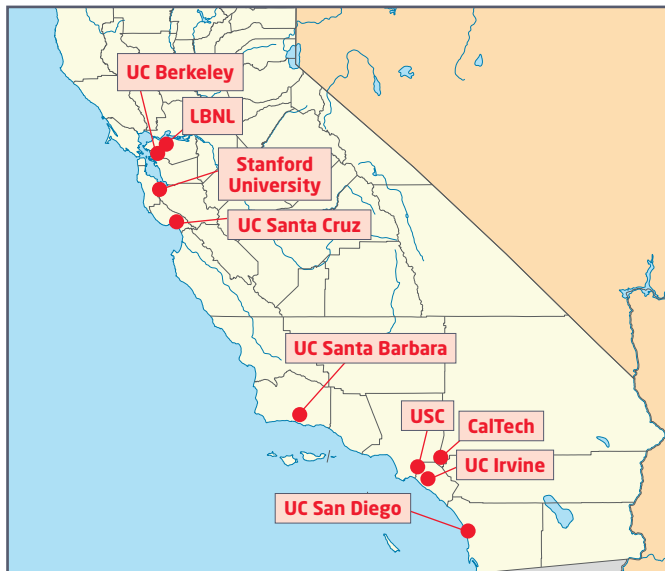 UC Berkeley
LBNL
Stanford
University
UC Santa Cruz
UC Santa Barbara
USC
CalTech
UC Irvine
UC San Diego